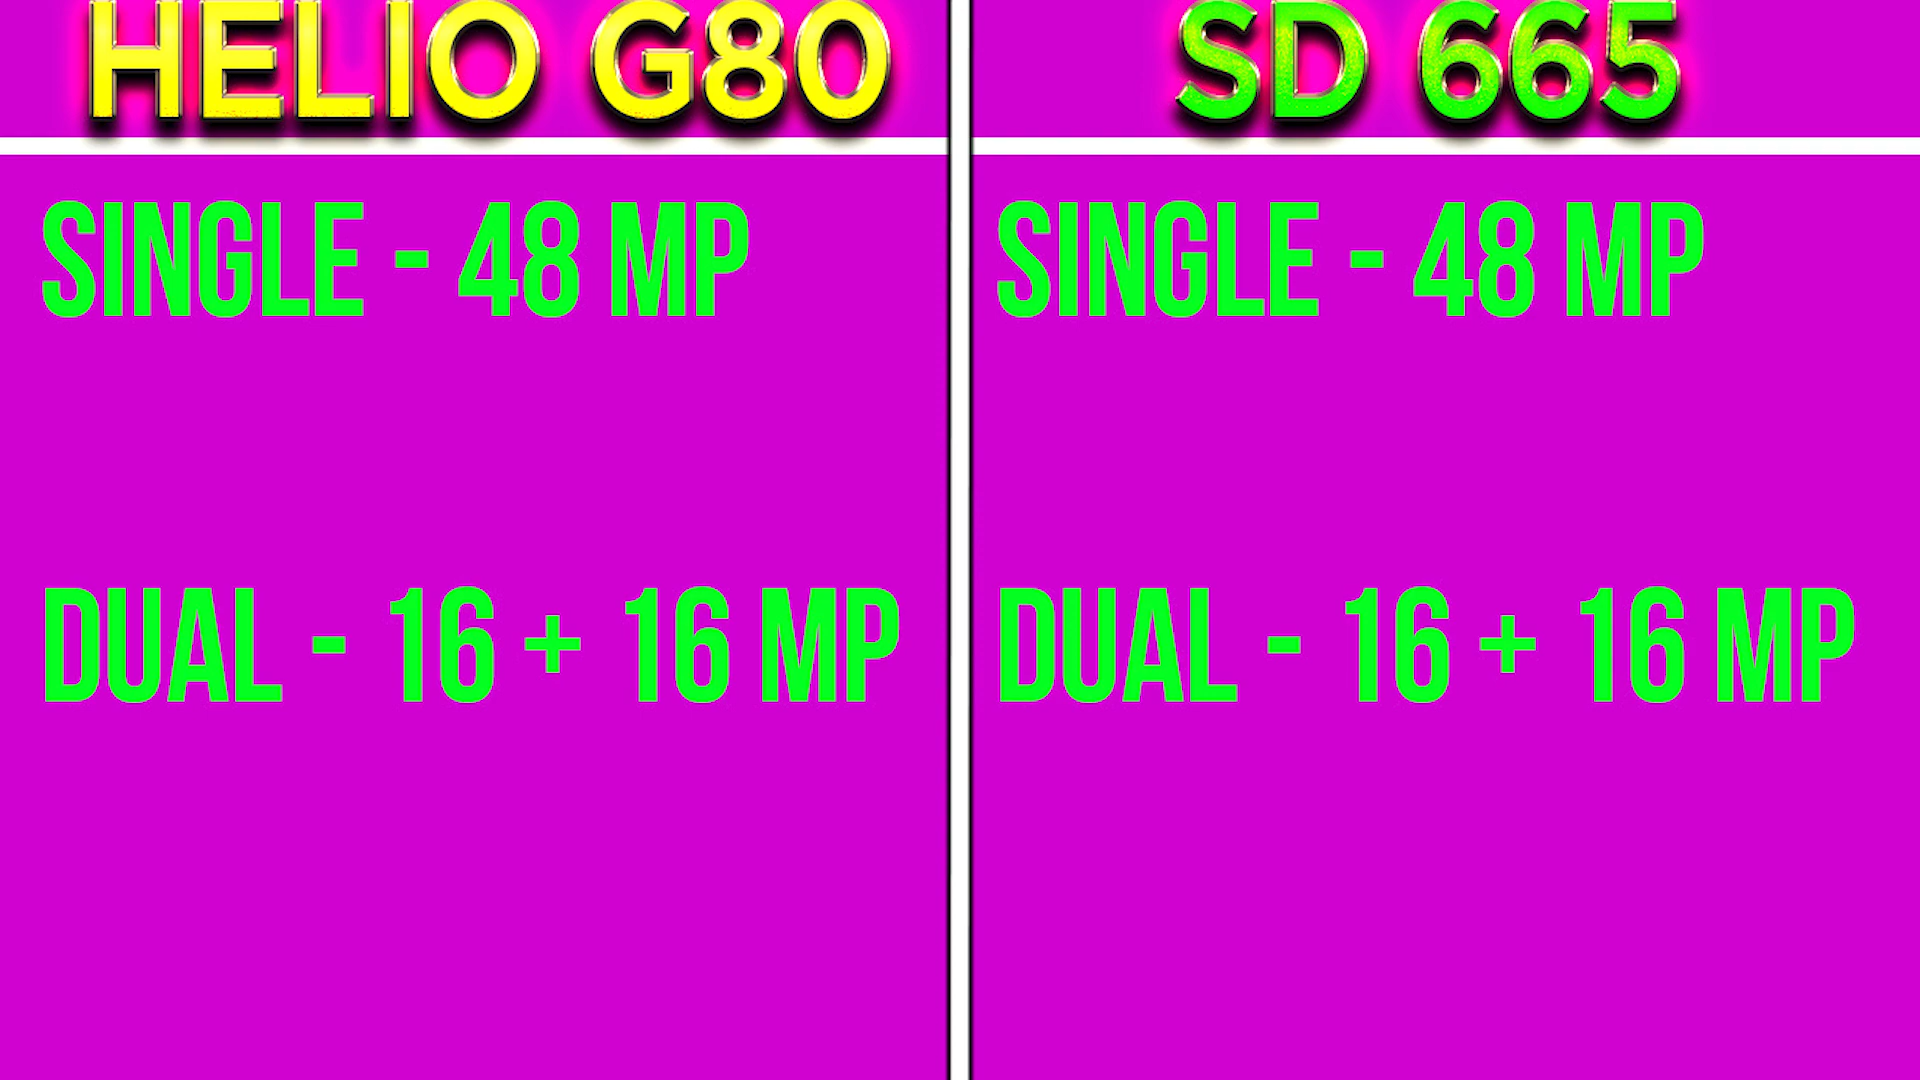 HELIO G80
SD 665
SINGLE - 48 MP
SINGLE - 48 MP
DUAL - 16 + 16 MP
DUAL - 16 + 16 MP